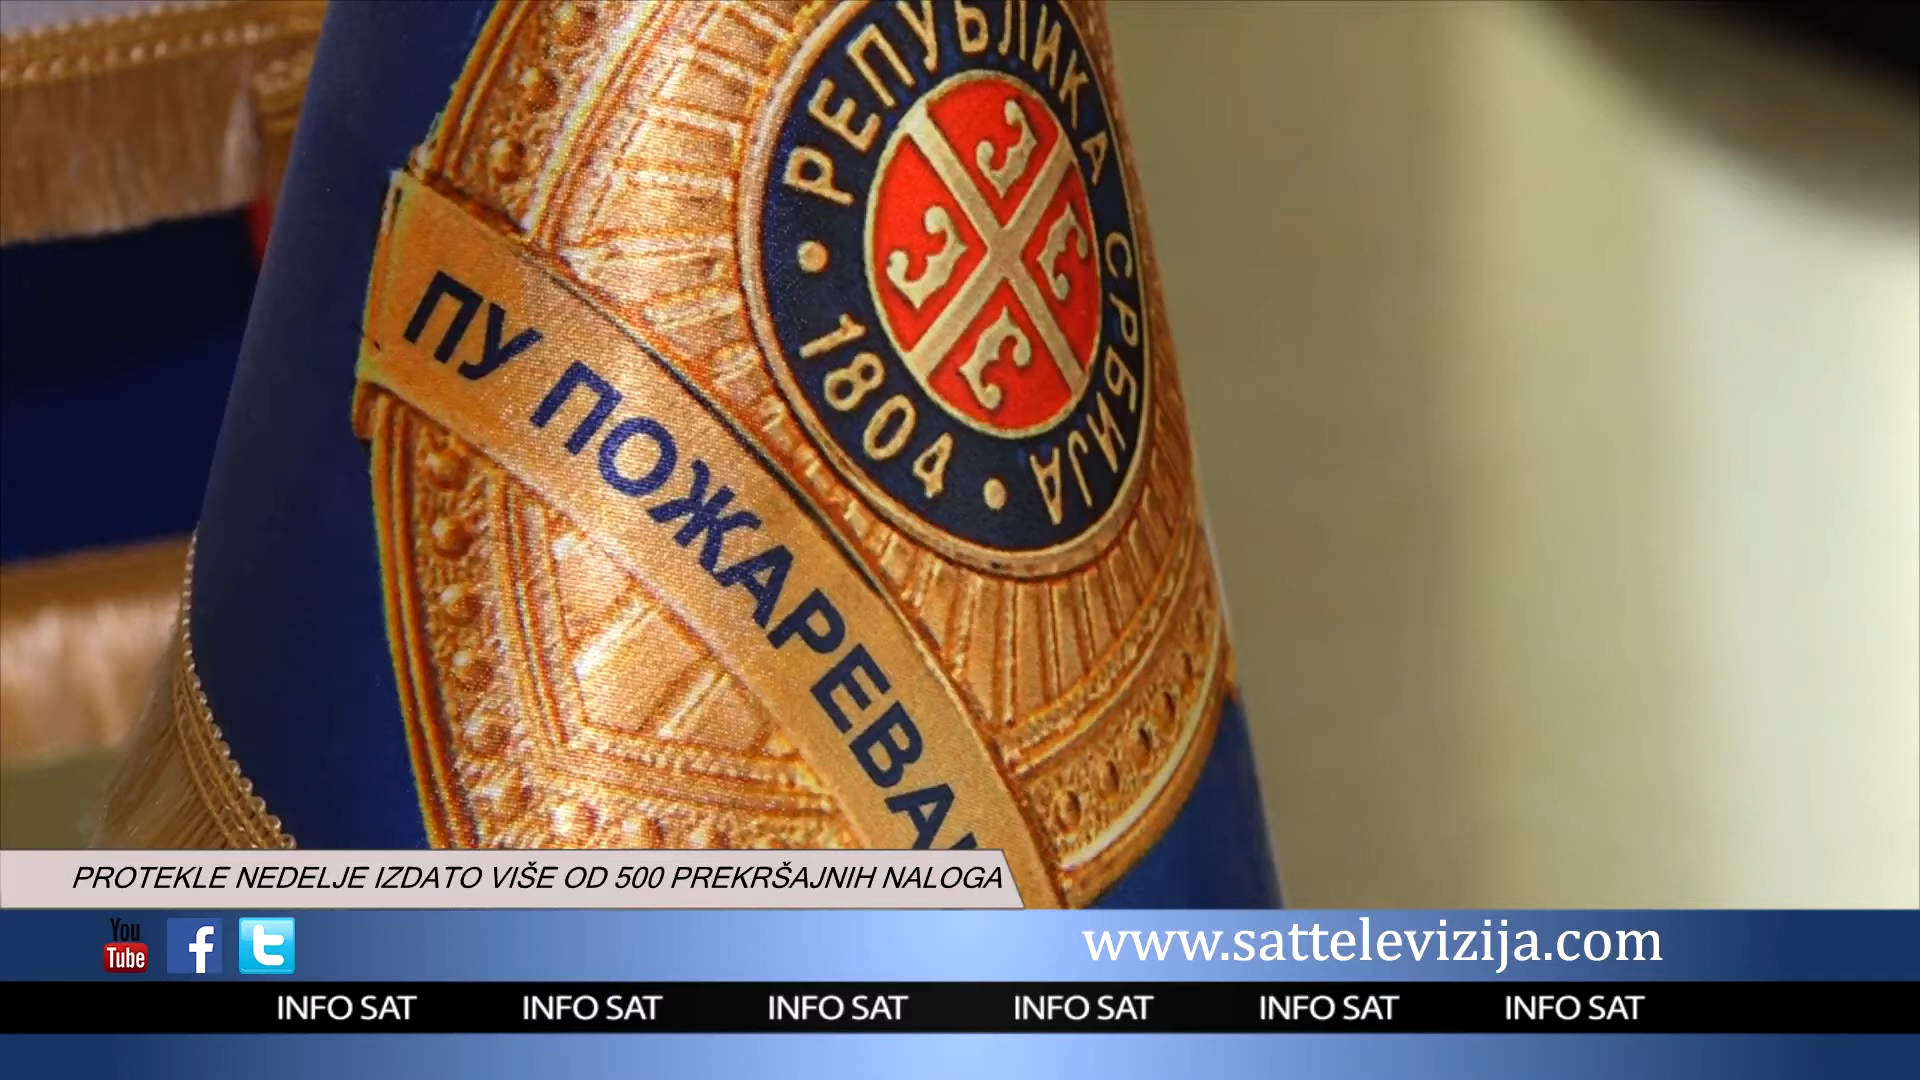 РЕПУБЛИКА СРБИЈА
1804
ПУ ПОЖАРЕВА
PROTEKLE NEDELJE IZDATO VIŠE OD 500 PREKRŠAJNIH NALOGA
You
Tube
www.sattelevizija.com
INFO SAT INFO SAT INFO SAT INFO SAT INFO SAT INFO SAT